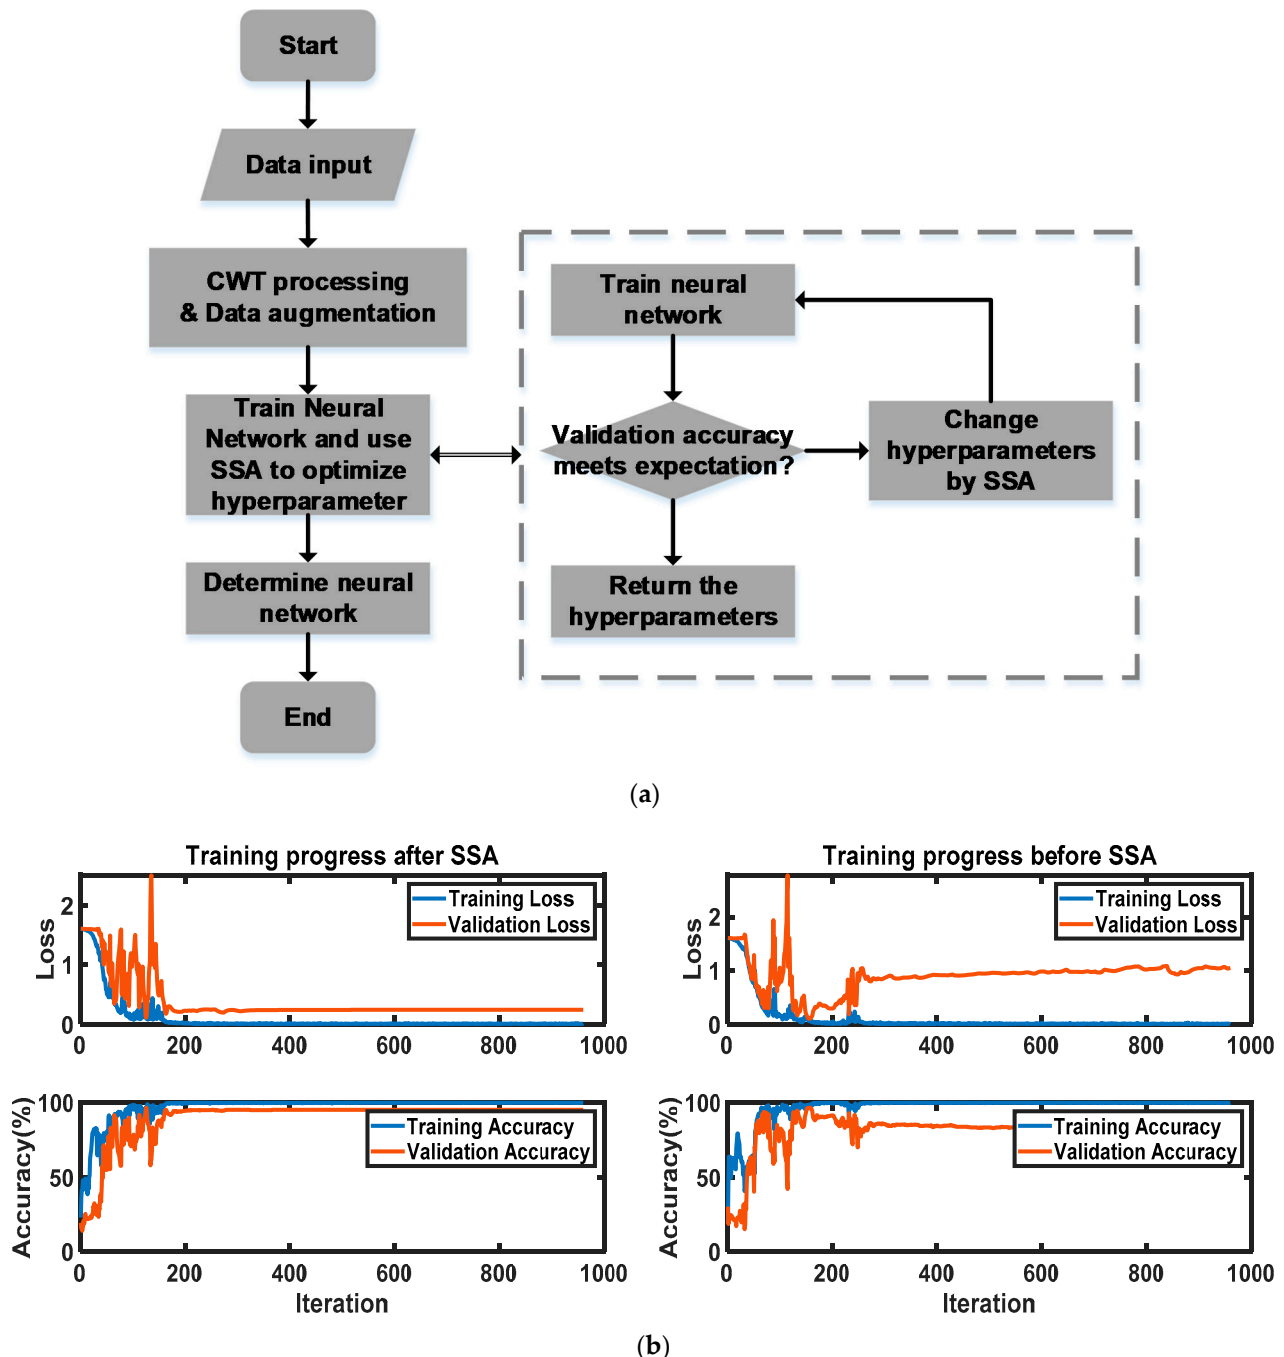 Start
Data input
CWT processing
& Data augmentation
Train Neural
Network and use
SSA to optimize
hyperparameter
Determine neural
network
End
Train neural
network
Validation accuracy
meets expectation?
Change
hyperparameters
by SSA
Return the
hyperparameters
(a)
Training progress after SSA
Loss
2
1
0
Training Loss
Validation Loss
0 200 400 600 800 1000
Accuracy(%)
100
50
0
Training Accuracy
Validation Accuracy
0 200 400 600 800 1000
Iteration
Training progress before SSA
Loss
2
1
0
Training Loss
Validation Loss
0 200 400 600 800 1000
Accuracy(%)
100
50
0
Training Accuracy
Validation Accuracy
0 200 400 600 800 1000
Iteration
(b)